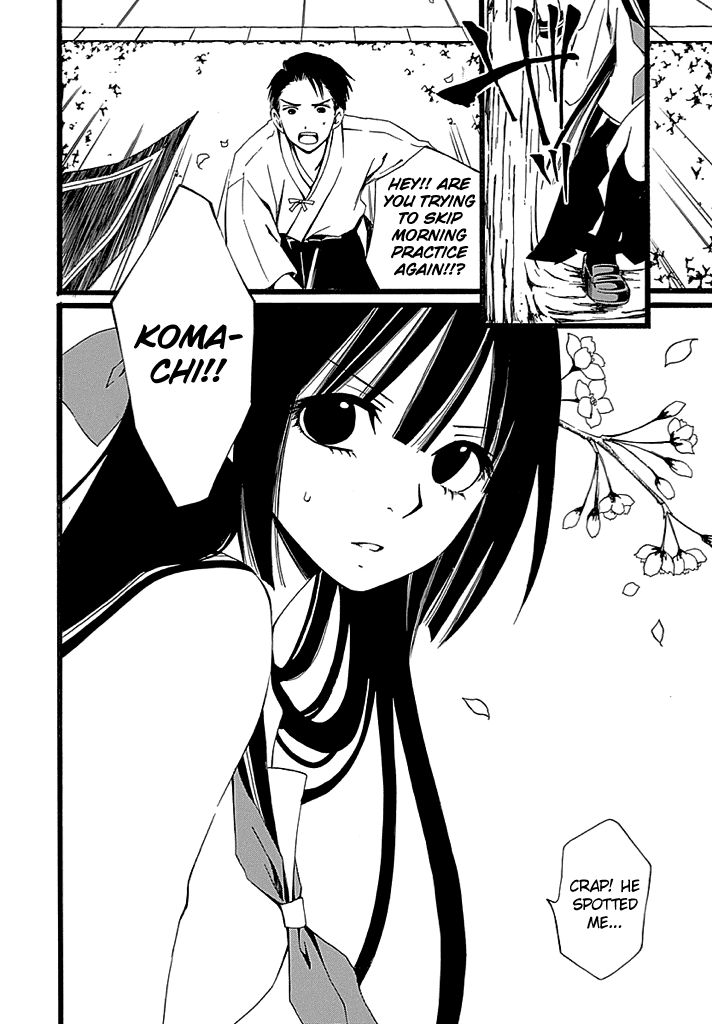 HEY!! ARE
YOU TRYING
TO SKIP
MORNING
PRACTICE
AGAIN!!?
KOMA-
CHI!!
CRAP! HE
SPOTTED
ME...